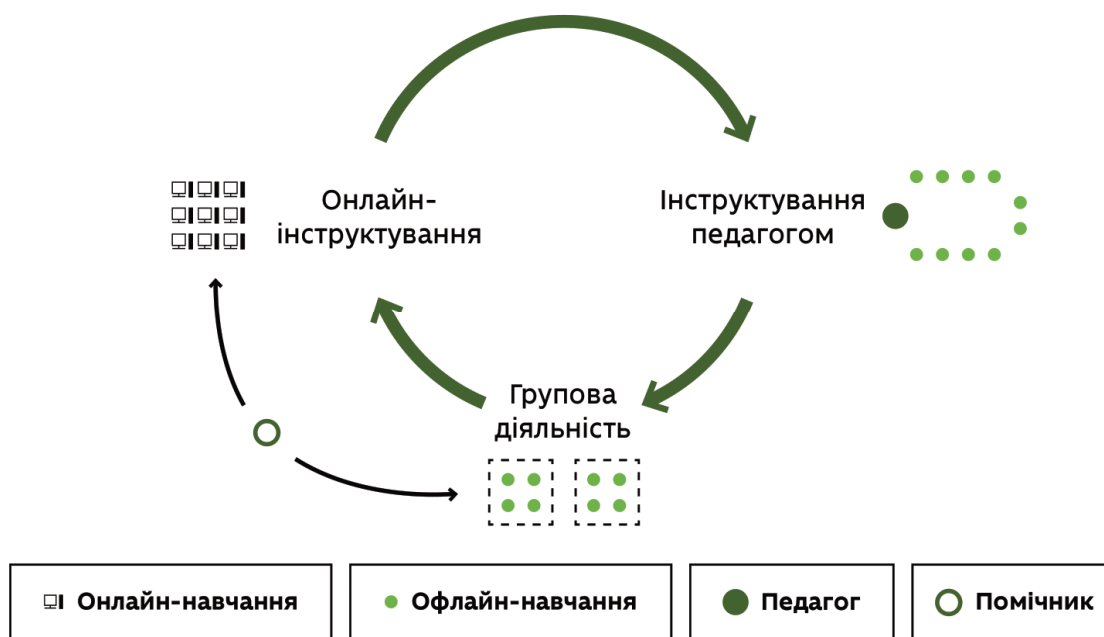 Онлайн-
інструктування
Інструктування
педагогом
Групова
діяльність
Онлайн-навчання
Офлайн-навчання
Педагог
Помічник